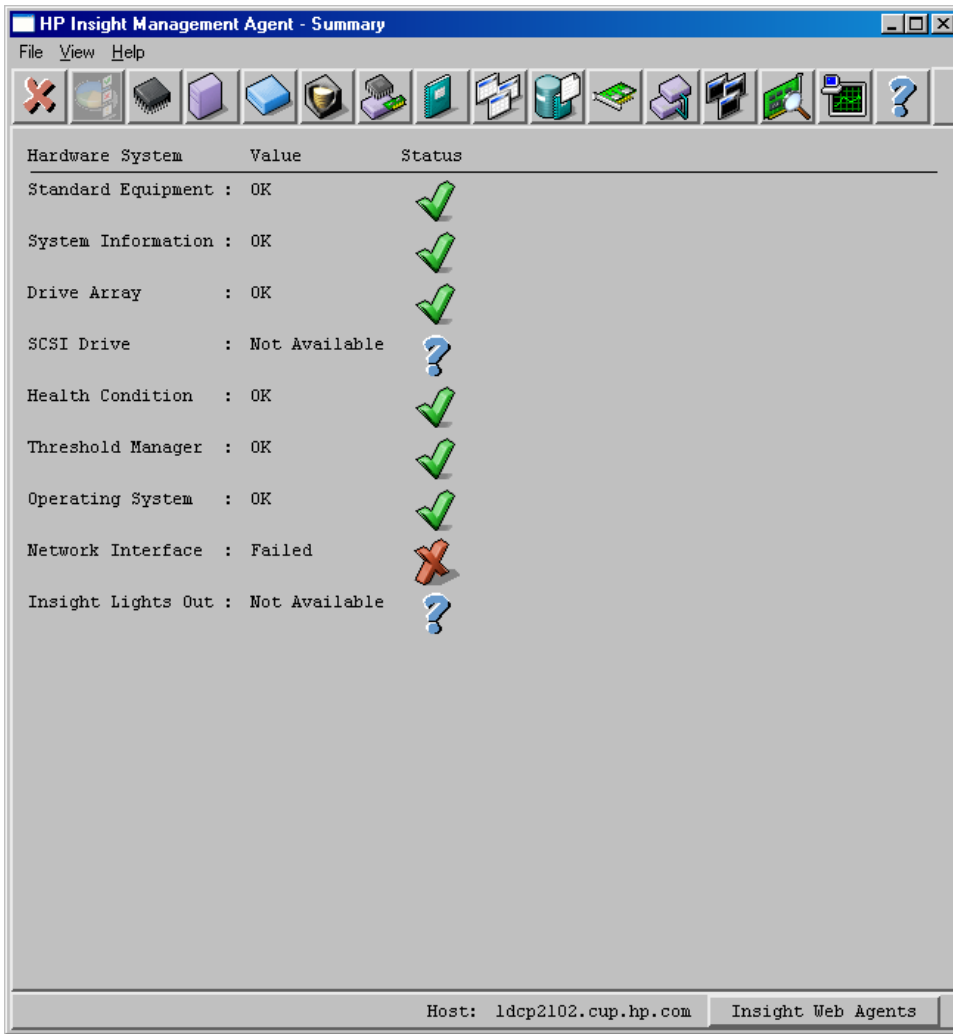 HP Insight Management Agent - Summary
File View Help
Hardware System Value Status
Standard Equipment : OK
System Information : OK
Drive Array : OK
SCSI Drive : Not Available
Health Condition : OK
Threshold Manager : OK
Operating System : OK
Network Interface : Failed
Insight Lights Out : Not Available
Host: ldcp2102.cup.hp.com Insight Web Agents